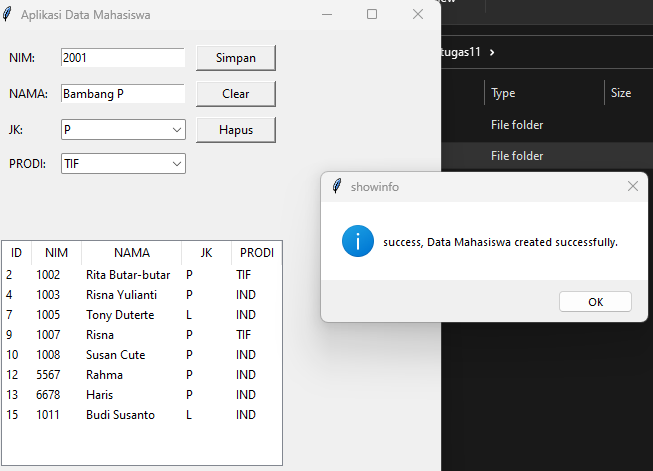 Aplikasi Data Mahasiswa
NIM: 2001 Simpan
NAMA: Bambang P Clear
JK: P Hapus
PRODI: TIF
ID NIM NAMA JK PRODI
2 1002 Rita Butar-butar P TIF
4 1003 Risna Yulianti P IND
7 1005 Tony Duterte L IND
9 1007 Risna P TIF
10 1008 Susan Cute P IND
12 5567 Rahma P IND
13 6678 Haris P IND
15 1011 Budi Susanto L IND
tugas11
Type Size
File folder
File folder
showinfo
success, Data Mahasiswa created successfully.
OK